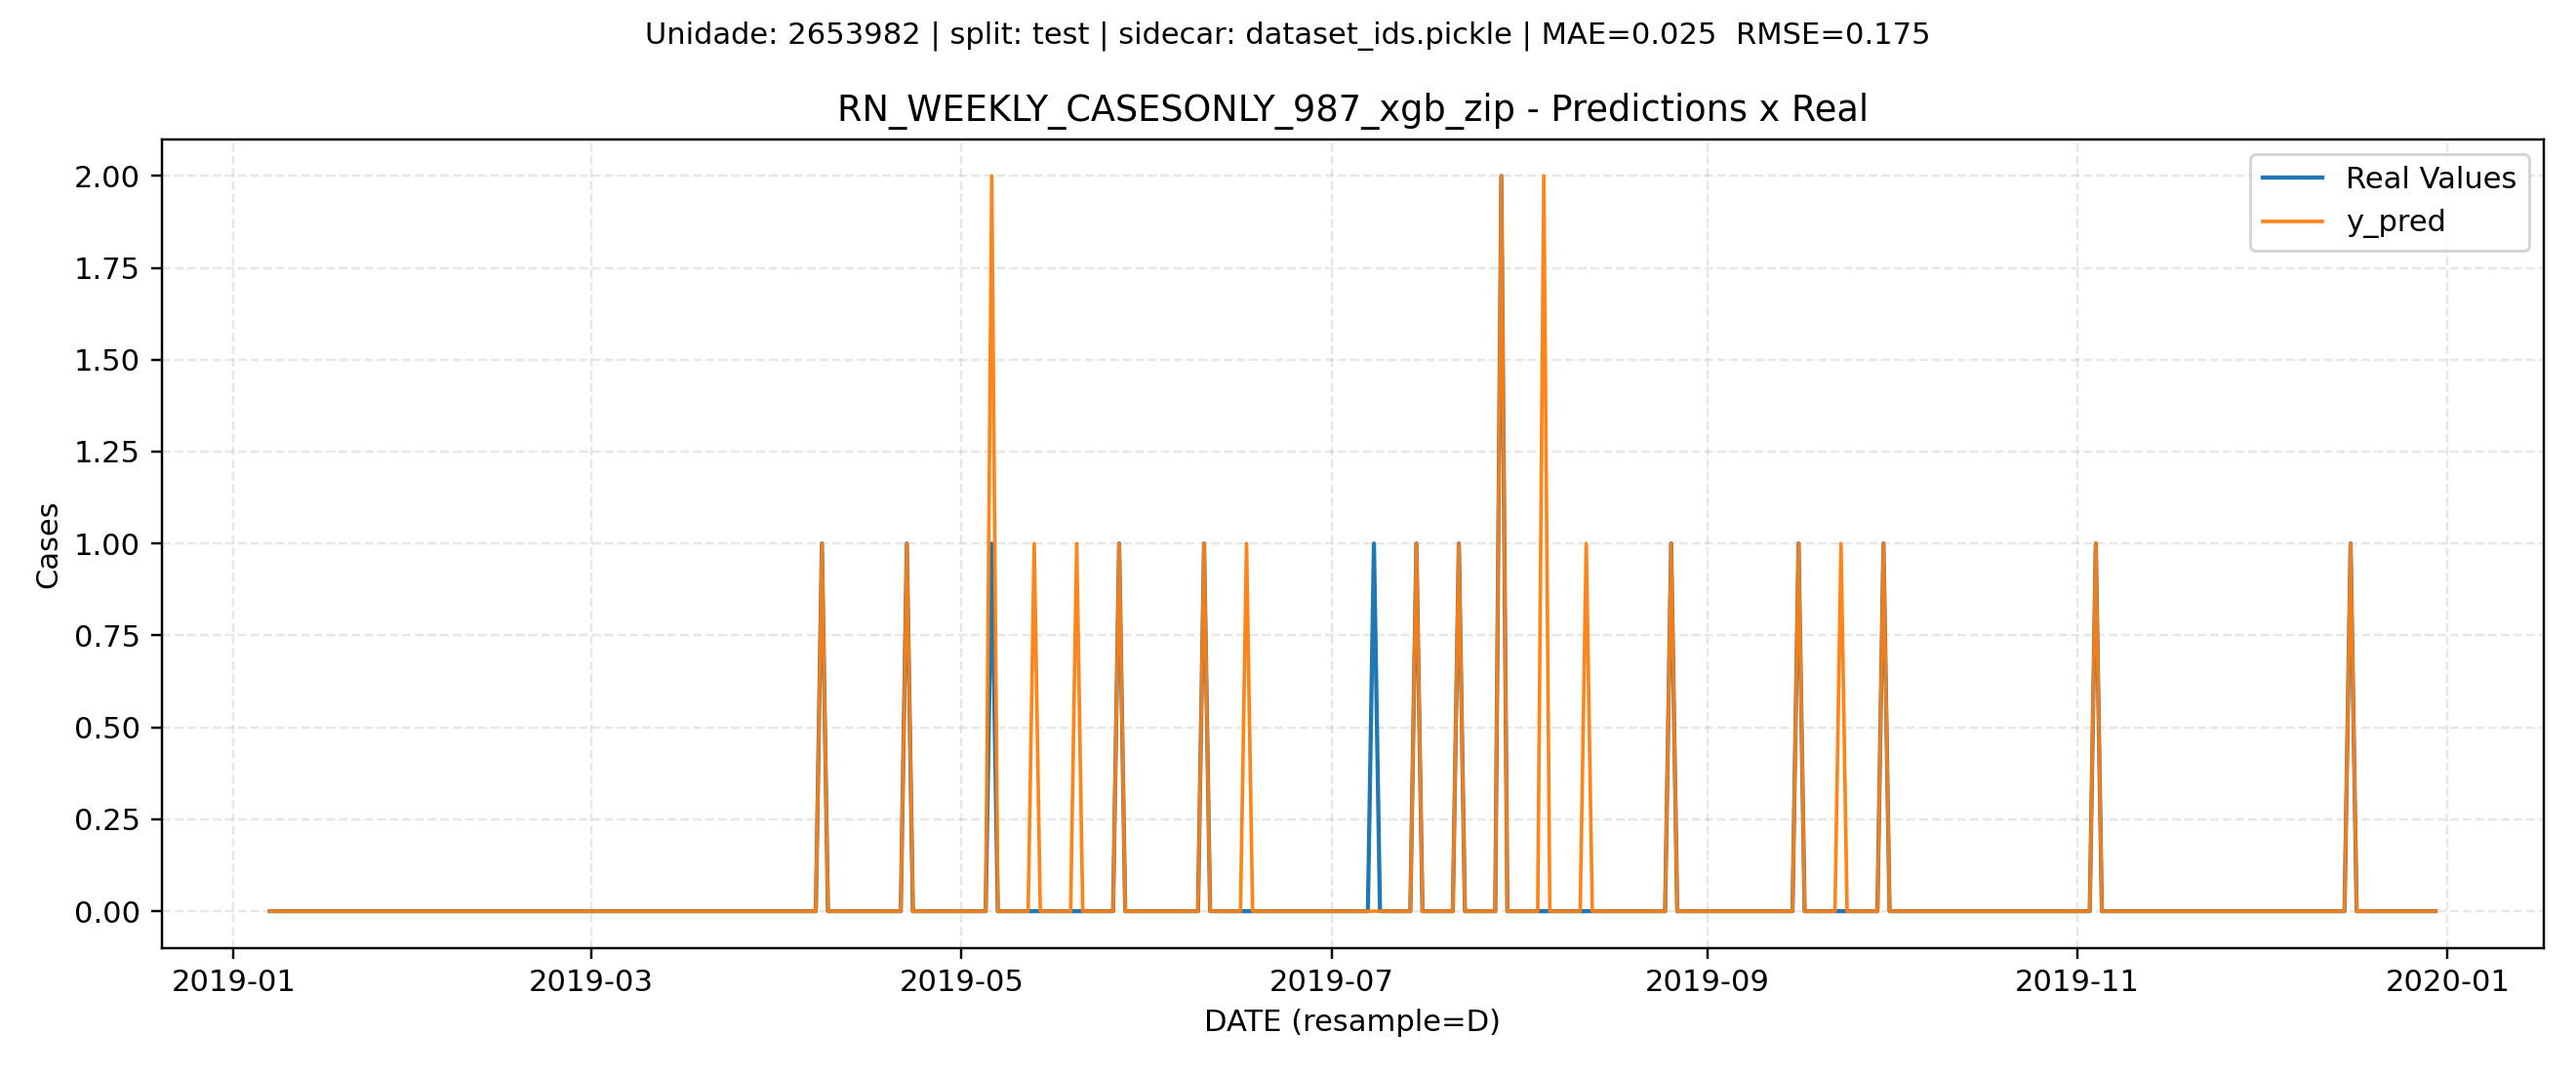 Unidade: 2653982 | split: test | sidecar: dataset_ids.pickle | MAE=0.025  RMSE=0.175
RN_WEEKLY_CASESONLY_987_xgb_zip - Predictions x Real
Real Values
y_pred
2.00
1.75
1.50
1.25
1.00
0.75
0.50
0.25
0.00
Cases
2019-01
2019-03
2019-05
2019-07
2019-09
2019-11
2020-01
DATE (resample=D)